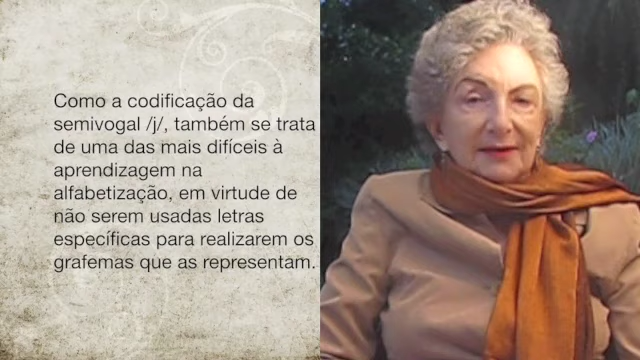 Como a codificação da
semivogal /j/, também se trata
de uma das mais difíceis à
aprendizagem na
alfabetização, em virtude de
não serem usadas letras
específicas para realizarem os
grafemas que as representam.